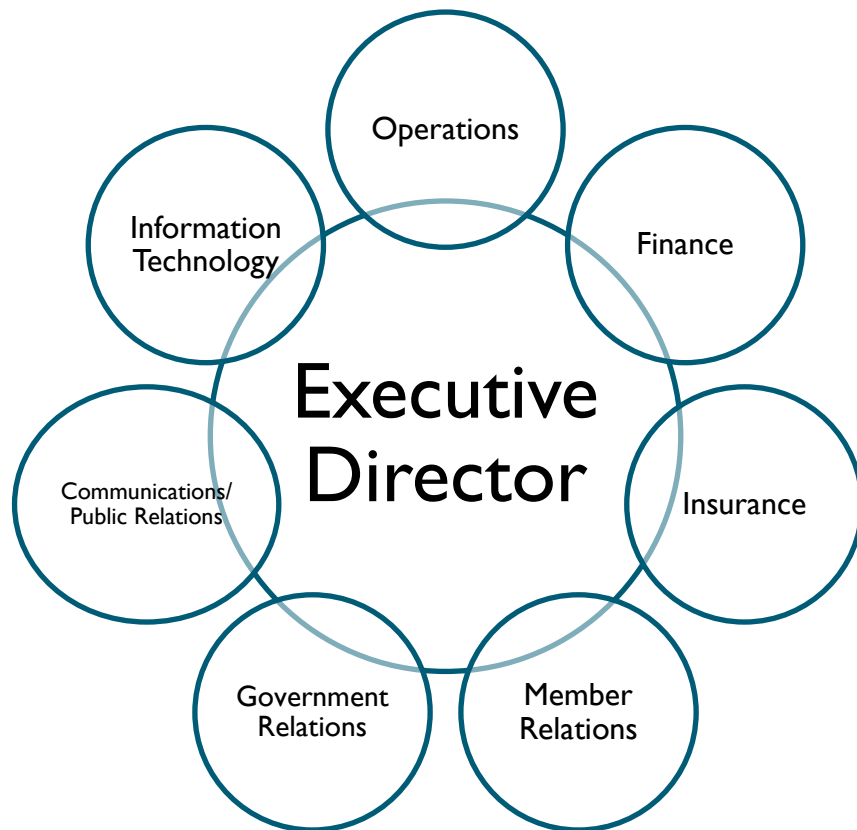 Operations
Finance
Insurance
Member
Relations
Government
Relations
Communications/
Public Relations
Information
Technology
Executive
Director